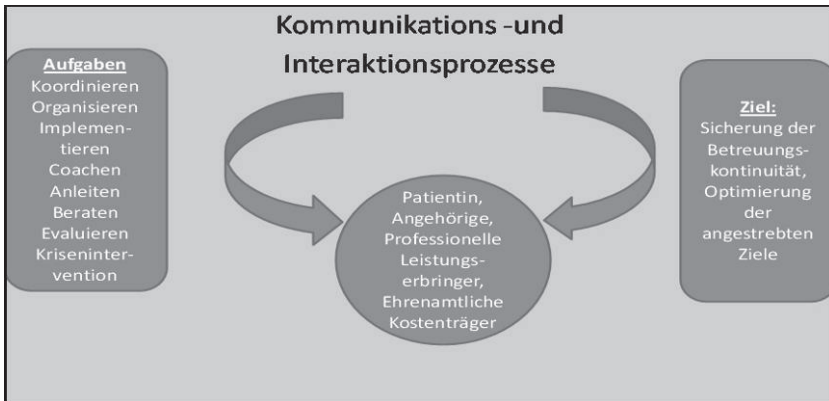 Kommunikations -und
Interaktionsprozesse
Aufgaben
Koordinieren
Organisieren
Implemen-
tieren
Coachen
Anleiten
Beraten
Evaluieren
Kriseninter-
vention
Patientin,
Angehörige,
Professionelle
Leistungs-
erbringer,
Ehrenamtliche
Kostenträger
Ziel:
Sicherung der
Betreuungs-
kontinuität,
Optimierung
der
angestrebten
Ziele